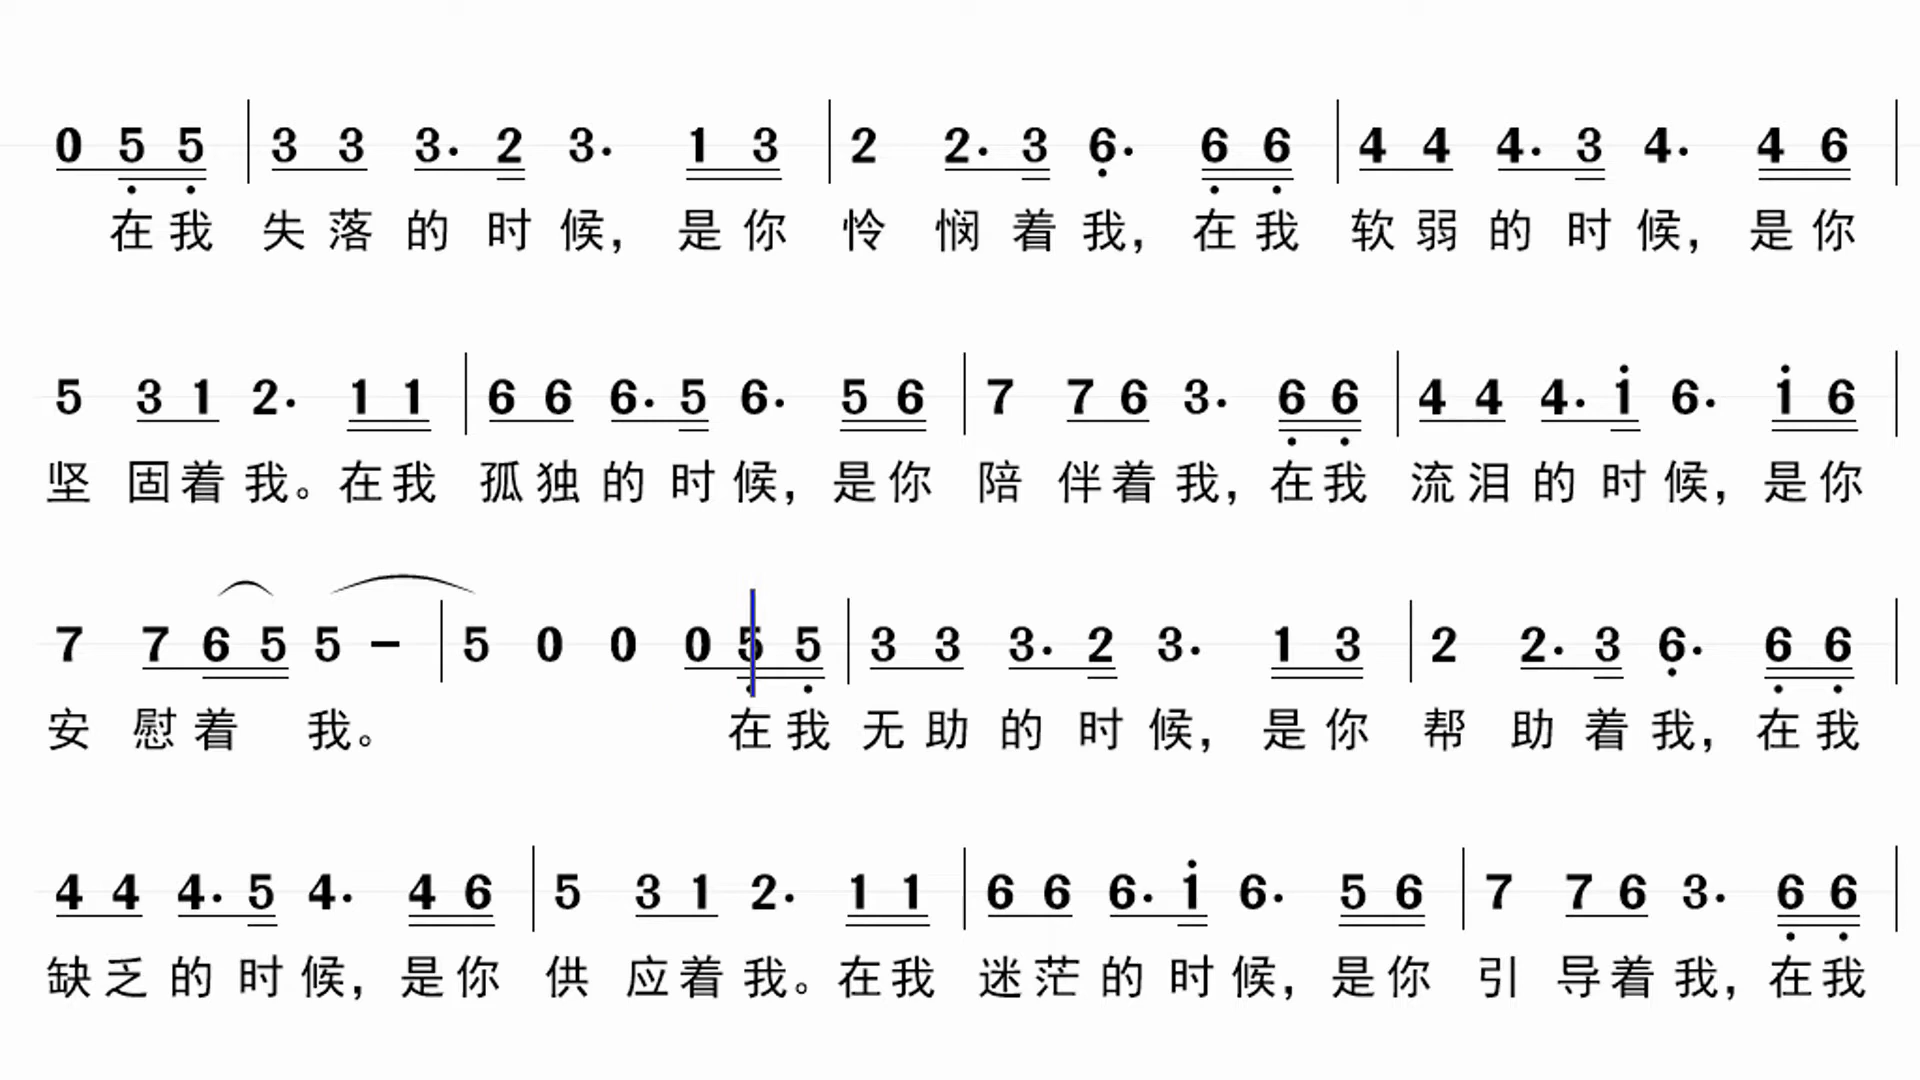 0 5 5 | 3 3 3. 2 3. 1 3 | 2 2. 3 6. 6 6 | 4 4 4. 3 4. 4 6 |
在我 失落的时候，是你 怜悯着我，在我 软弱的时候，是你
5 3 1 2. 1 1 | 6 6 6. 5 6. 5 6 | 7 7 6 3. 6 6 | 4 4 4. i 6. i 6 |
坚固着我。在我 孤独的时候，是你 陪伴着我，在我 流泪的时候，是你
7 7 6 5 5 – | 5 0 0 0 5 5 | 3 3 3. 2 3. 1 3 | 2 2. 3 6. 6 6 |
安慰着我。 在我 无助的时候，是你 帮助着我，在我
4 4 4. 5 4. 4 6 | 5 3 1 2. 1 1 | 6 6 6. i 6. 5 6 | 7 7 6 3. 6 6 |
缺乏的时候，是你 供应着我。在我 迷茫的时候，是你 引导着我，在我